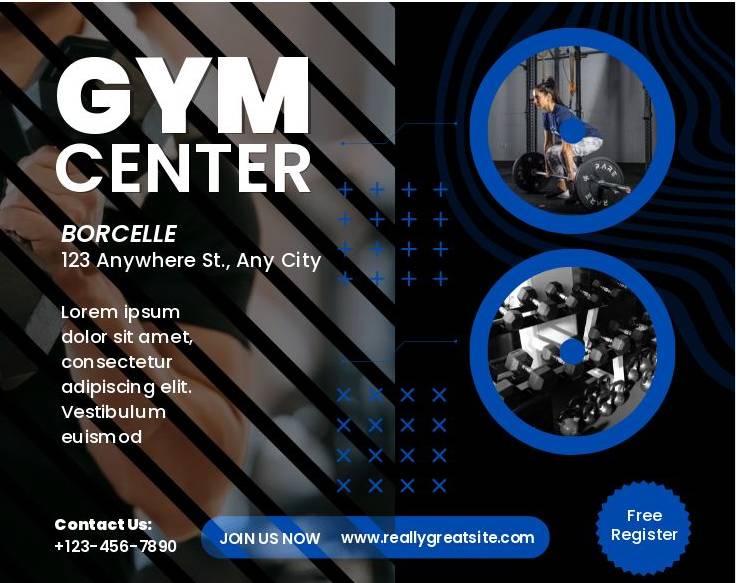 GYM
CENTER
BORCELLE
123 Anywhere St., Any City
Lorem ipsum
dolor sit amet,
consectetur
adipiscing elit.
Vestibulum
euismod
Contact Us:
+123-456-7890
JOIN US NOW www.reallygreatsite.com
Free
Register